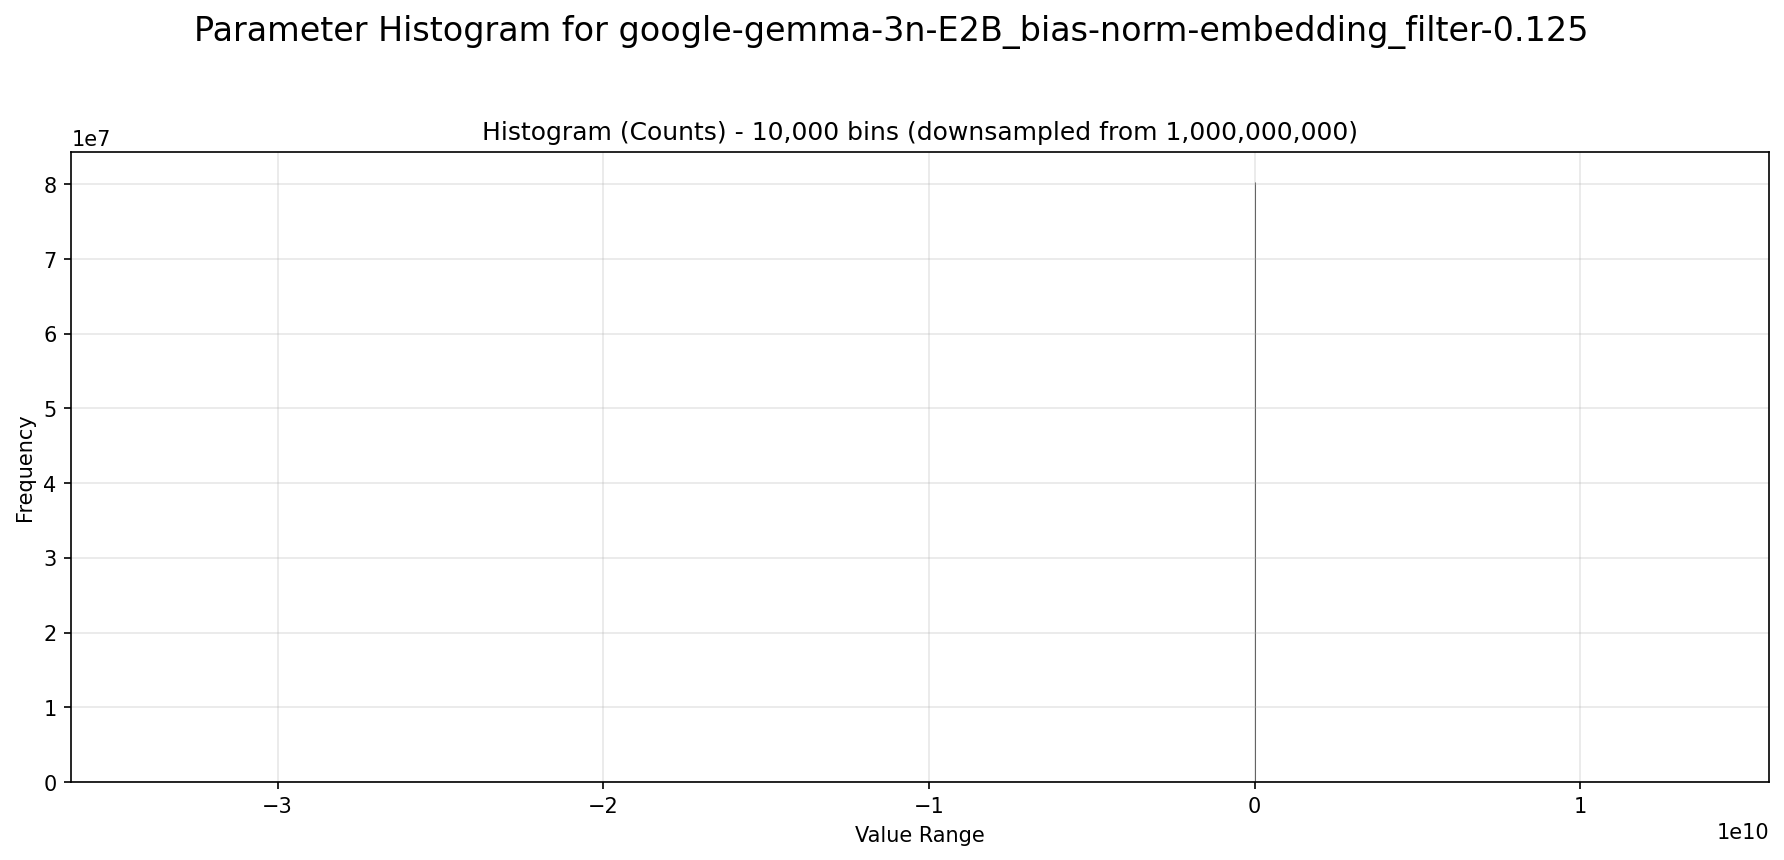 Parameter Histogram for google-gemma-3n-E2B_bias-norm-embedding_filter-0.125
Histogram (Counts) - 10,000 bins (downsampled from 1,000,000,000)
1e7
8
7
6
5
4
3
2
1
0
Frequency
−3
−2
−1
0
1
1e10
Value Range